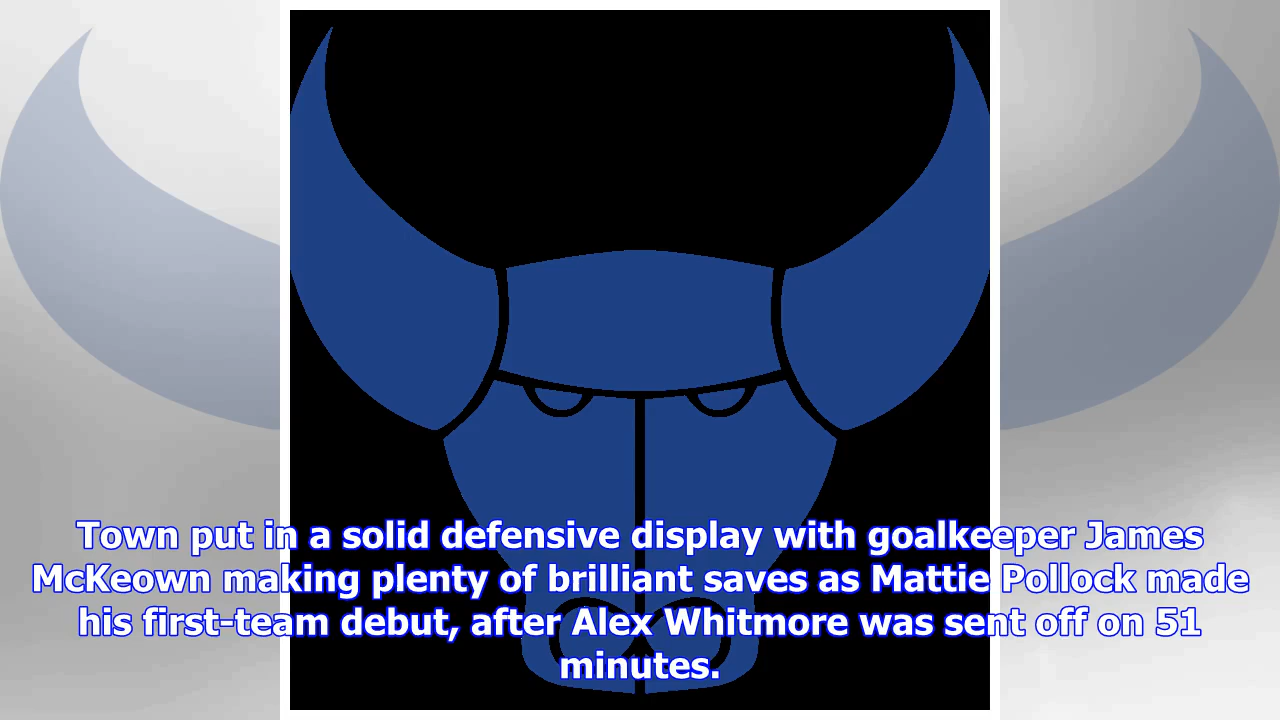 Town put in a solid defensive display with goalkeeper James
McKeown making plenty of brilliant saves as Mattie Pollock made
his first-team debut, after Alex Whitmore was sent off on 51
minutes.